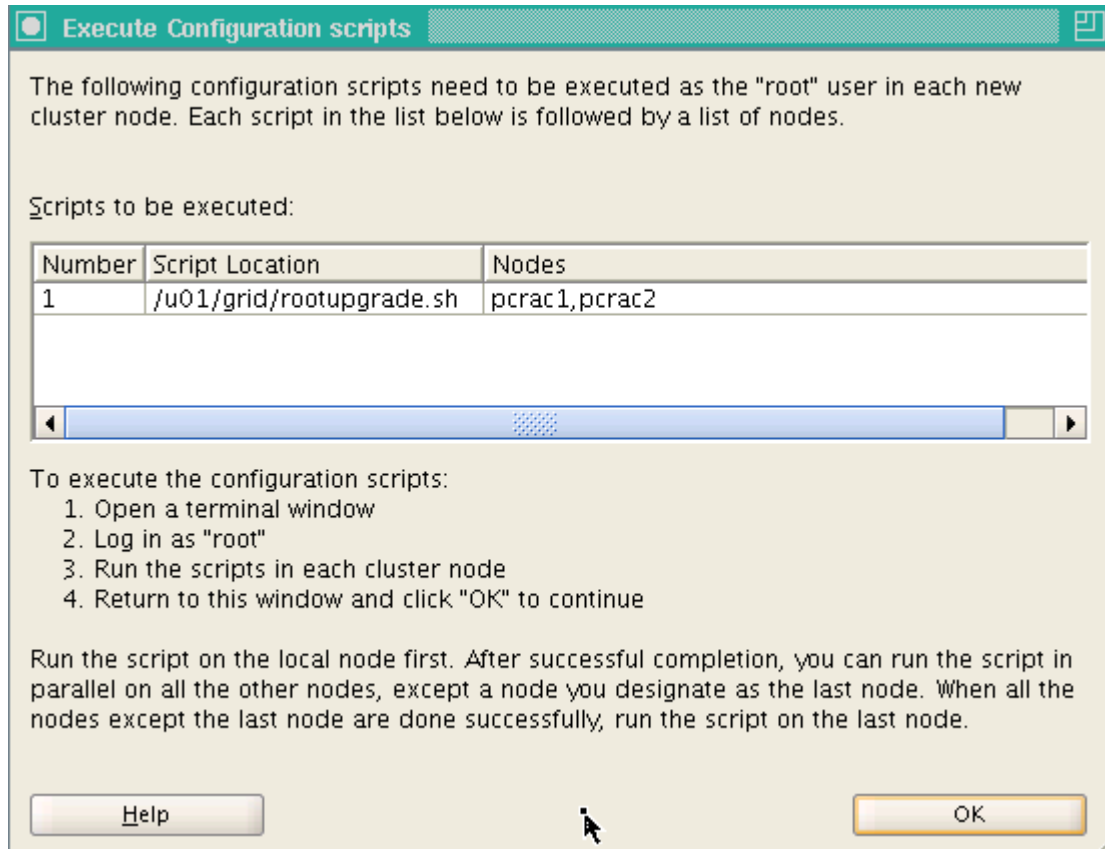 Execute Configuration scripts
The following configuration scripts need to be executed as the "root" user in each new
cluster node. Each script in the list below is followed by a list of nodes.
Scripts to be executed:
Number Script Location Nodes
1 /u01/grid/rootupgrade.sh pcrac1,pcrac2
To execute the configuration scripts:
1. Open a terminal window
2. Log in as "root"
3. Run the scripts in each cluster node
4. Return to this window and click "OK" to continue
Run the script on the local node first. After successful completion, you can run the script in
parallel on all the other nodes, except a node you designate as the last node. When all the
nodes except the last node are done successfully, run the script on the last node.
Help OK